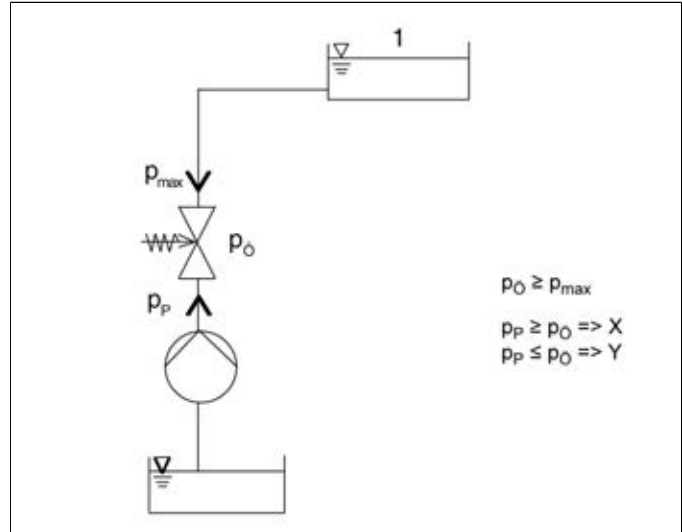 1
pmax
pÖ
pP
pÖ ≥ pmax
pP ≥ pÖ => X
pP ≤ pÖ => Y